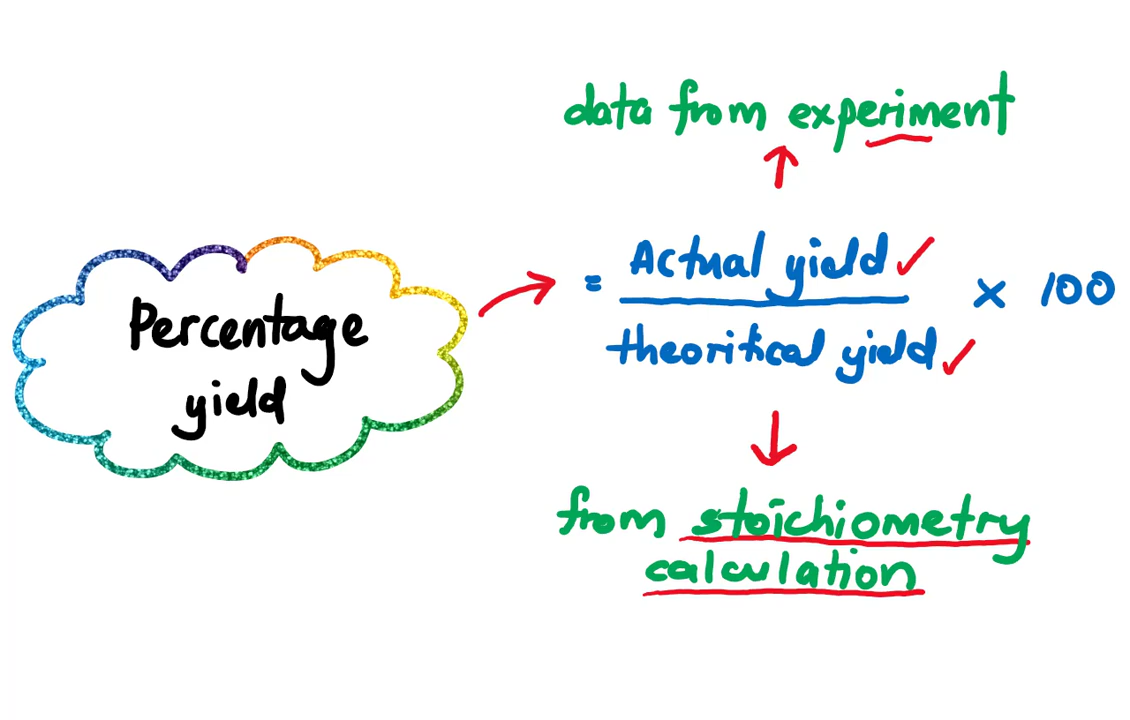 data from experiment
Percentage
yield
= Actual yield
theoritical yield
× 100
from stoichiometry
calculation